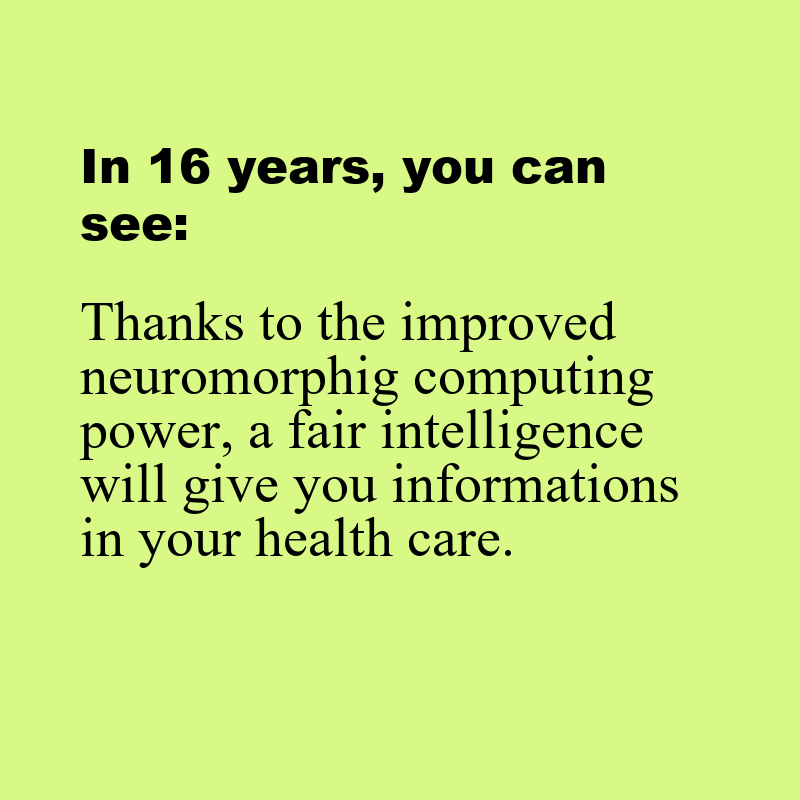 In 16 years, you can
see:
Thanks to the improved
neuromorphig computing
power, a fair intelligence
will give you informations
in your health care.